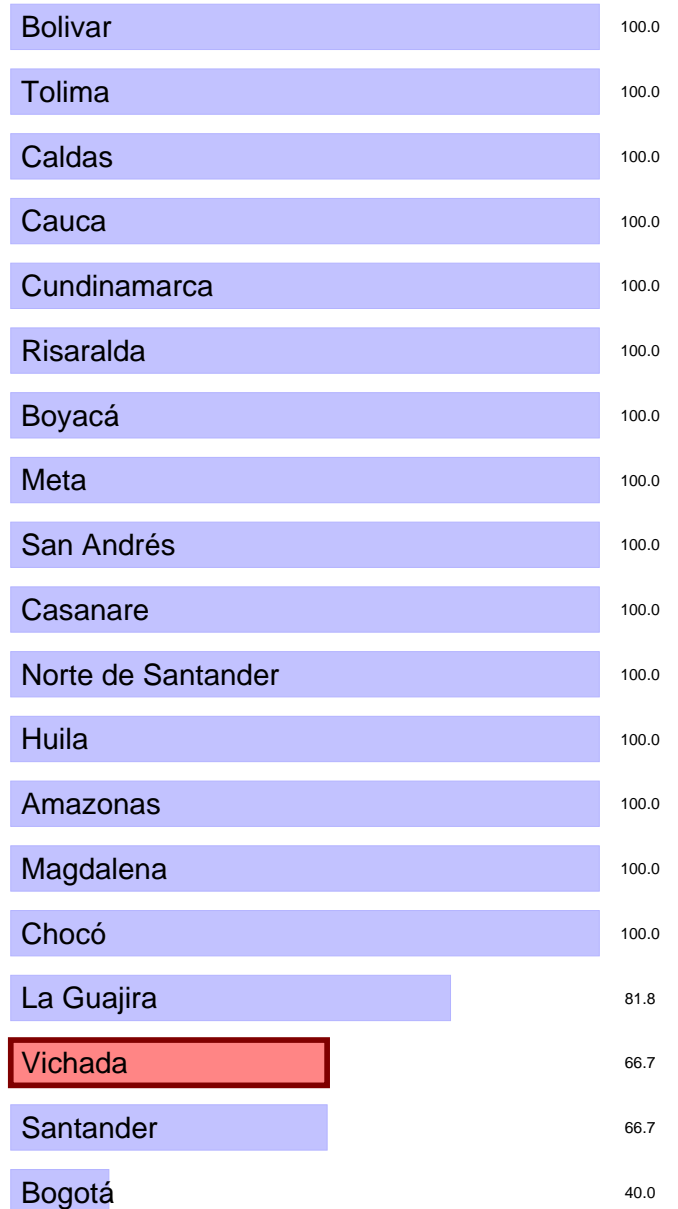 Bolivar 100.0
Tolima 100.0
Caldas 100.0
Cauca 100.0
Cundinamarca 100.0
Risaralda 100.0
Boyacá 100.0
Meta 100.0
San Andrés 100.0
Casanare 100.0
Norte de Santander 100.0
Huila 100.0
Amazonas 100.0
Magdalena 100.0
Chocó 100.0
La Guajira 81.8
Vichada 66.7
Santander 66.7
Bogotá 40.0